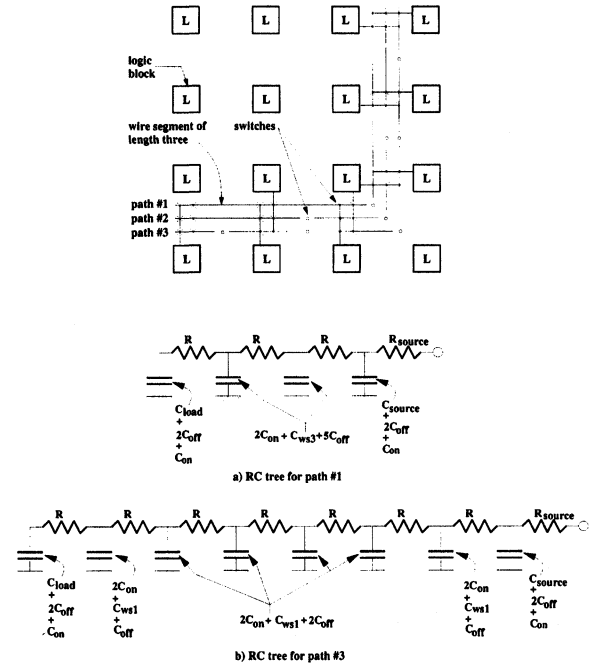 L L L L
logic
block
L L L L
wire segment of
length three
switches
L L L L
path #1
path #2
path #3
L L L L
R R R Rsource
Cload
+
2Coff
+
Con
2Con + Cws3+5Coff
Csource
+
2Coff
+
Con
a) RC tree for path #1
R R R R R R R Rsource
Cload
+
2Coff
+
Con
2Con
+
Cws1
+
Coff
2Con + Cws1 + 2Coff
2Con
+
Cws1
+
Coff
Csource
+
2Coff
+
Con
b) RC tree for path #3